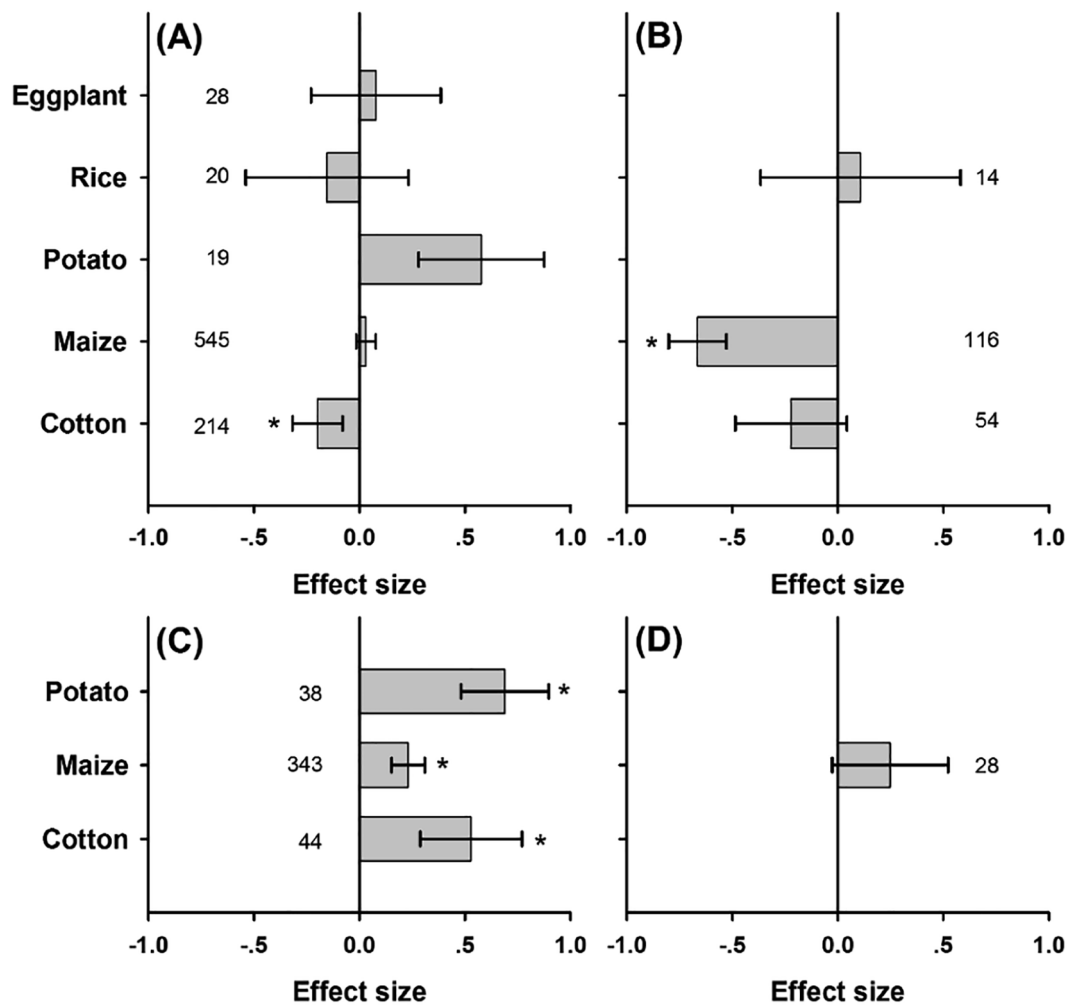 (A)
(B)
Eggplant 28
Rice 20 14
Potato 19
Maize 545 * 116
Cotton 214 * 54
-1.0 -.5 0.0 .5 1.0 -1.0 -.5 0.0 .5 1.0
Effect size Effect size
(C)
(D)
Potato 38 *
Maize 343 * 28
Cotton 44 *
-1.0 -.5 0.0 .5 1.0 -1.0 -.5 0.0 .5 1.0
Effect size Effect size